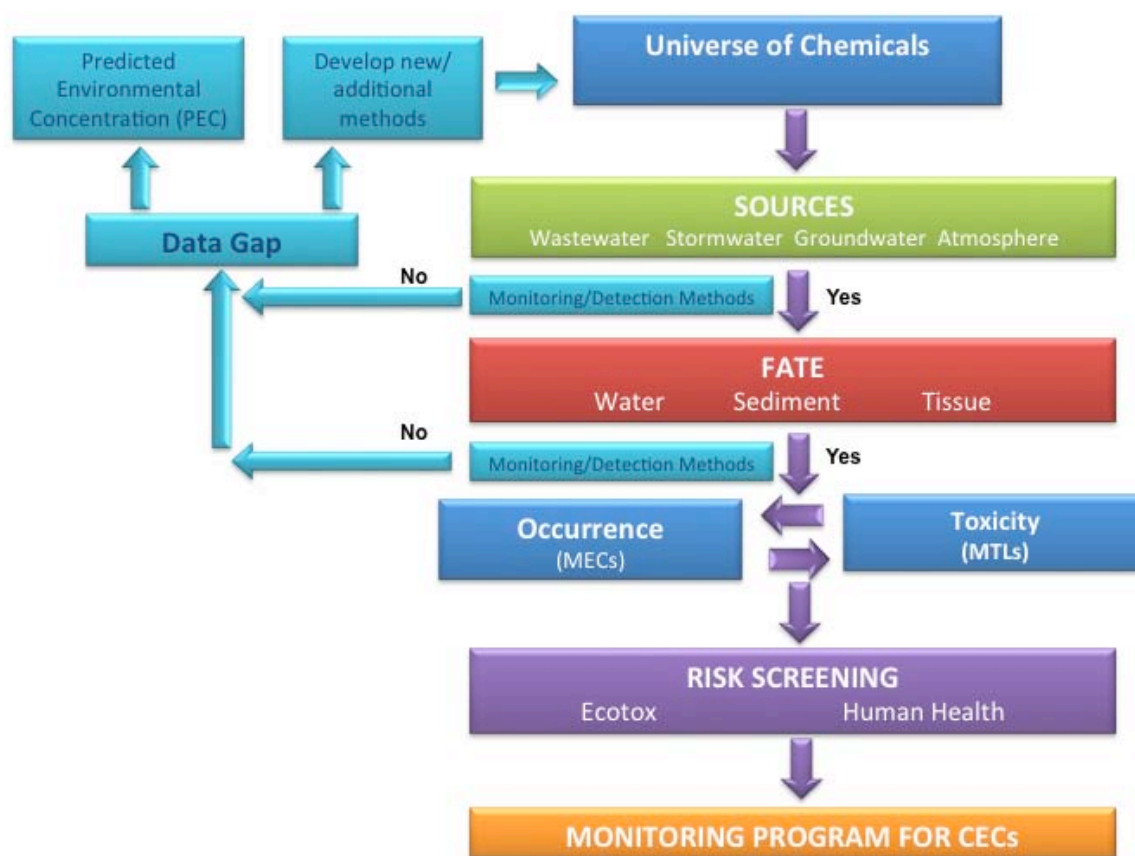 Predicted
Environmental
Concentration (PEC)
Develop new/
additional
methods
Universe of Chemicals
SOURCES
Wastewater Stormwater Groundwater Atmosphere
Data Gap
No
Monitoring/Detection Methods
Yes
FATE
Water Sediment Tissue
No
Monitoring/Detection Methods
Yes
Occurrence
(MECs)
Toxicity
(MTLs)
RISK SCREENING
Ecotox Human Health
MONITORING PROGRAM FOR CECs